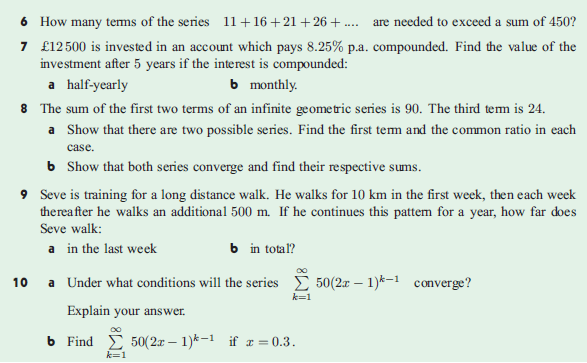 6 How many terms of the series 11 + 16 + 21 + 26 + .... are needed to exceed a sum of 450?
7 £12 500 is invested in an account which pays 8.25% p.a. compounded. Find the value of the
investment after 5 years if the interest is compounded:
a half-yearly b monthly.
8 The sum of the first two terms of an infinite geometric series is 90. The third term is 24.
a Show that there are two possible series. Find the first term and the common ratio in each
case.
b Show that both series converge and find their respective sums.
9 Seve is training for a long distance walk. He walks for 10 km in the first week, then each week
thereafter he walks an additional 500 m. If he continues this pattern for a year, how far does
Seve walk:
a in the last week b in total?
10 a Under what conditions will the series ∑_{k=1}^{∞} 50(2x − 1)^{k−1} converge?
Explain your answer.
b Find ∑_{k=1}^{∞} 50(2x − 1)^{k−1} if x = 0.3.